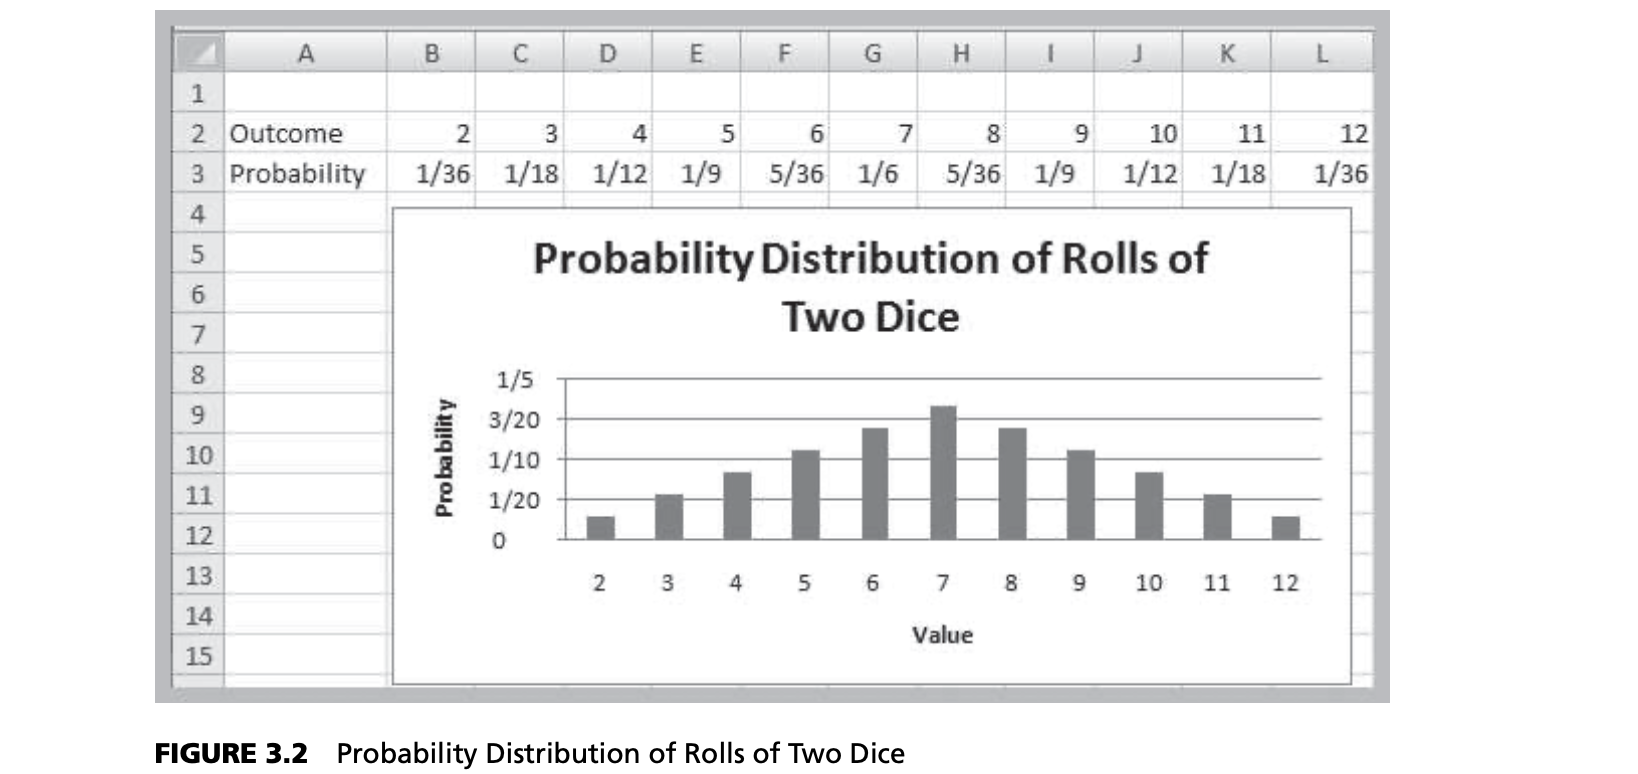 A B C D E F G H I J K L
1
2 Outcome 2 3 4 5 6 7 8 9 10 11 12
3 Probability 1/36 1/18 1/12 1/9 5/36 1/6 5/36 1/9 1/12 1/18 1/36
4
5
6
7
8
9
10
11
12
13
14
15
Probability Distribution of Rolls of
Two Dice
Probability
1/5
3/20
1/10
1/20
0
2 3 4 5 6 7 8 9 10 11 12
Value
FIGURE 3.2 Probability Distribution of Rolls of Two Dice